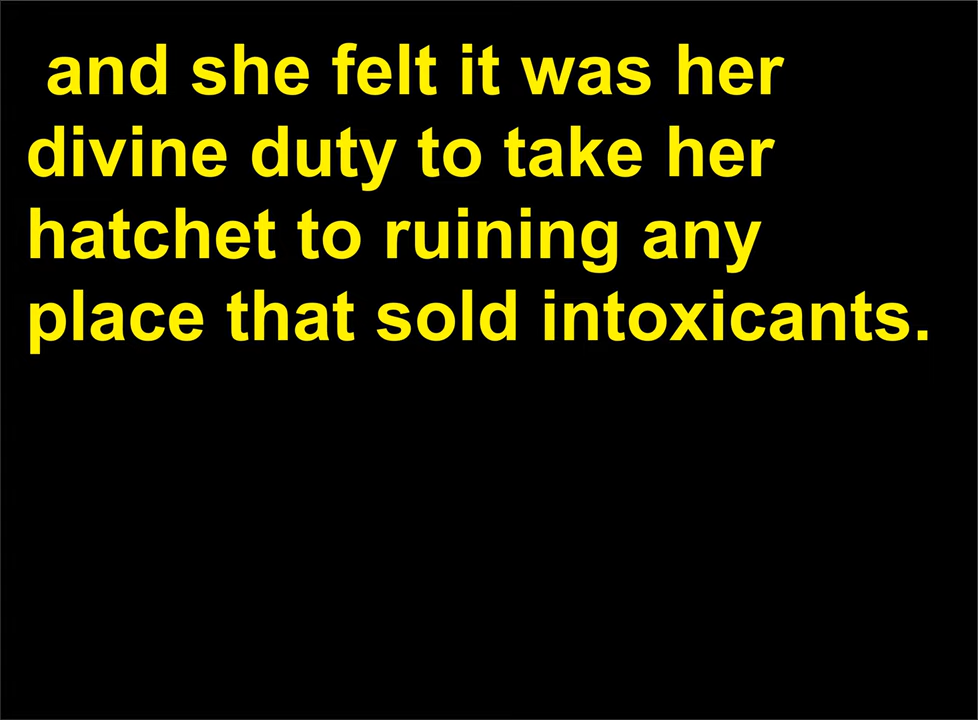 and she felt it was her
divine duty to take her
hatchet to ruining any
place that sold intoxicants.